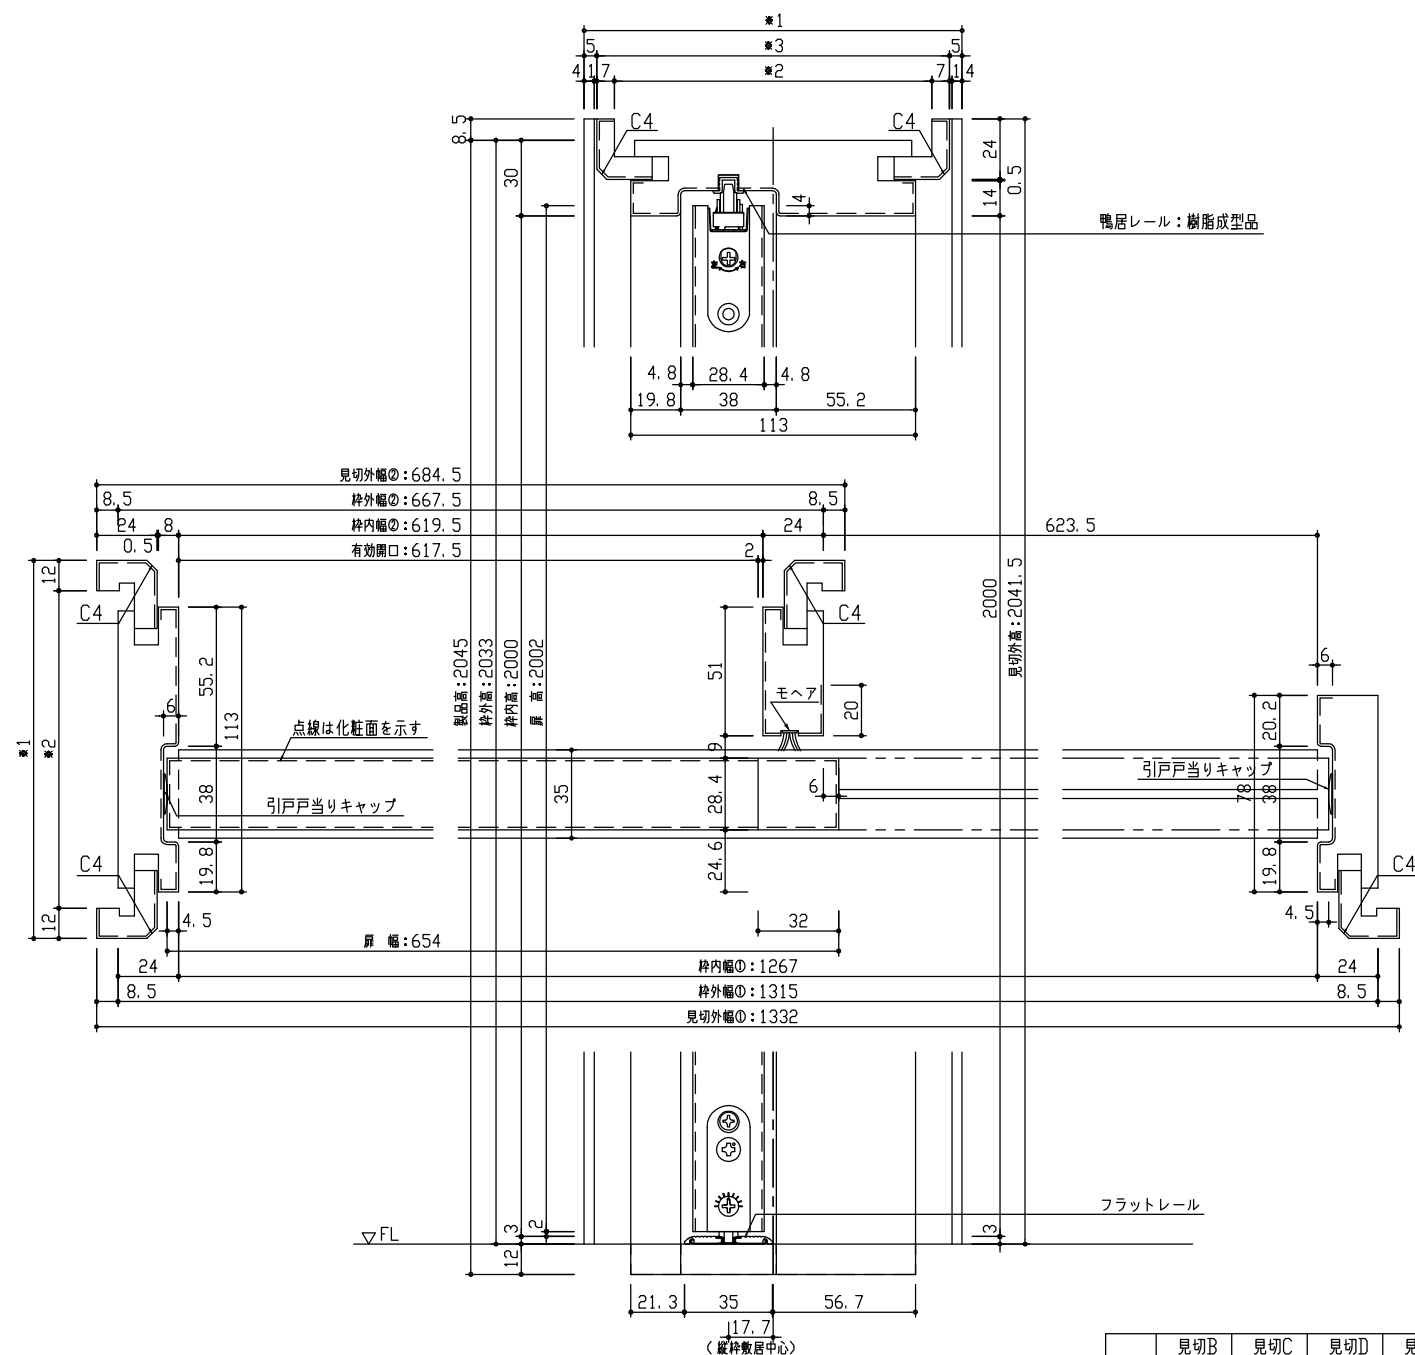 ※1
5 ※3 5
4 1 7 ※2 7 1 4
8.5
C4 C4
30
24
0.5
14
4
鴨居レール：樹脂成型品
4.8 28.4 4.8
19.8 38 55.2
113
見切外幅②：684.5
8.5 枠外幅②：667.5 8.5
24 8 枠内幅②：619.5 24 623.5
0.5 有効開口：617.5 2
12
C4 C4
製品高：2045
枠外高：2033
枠内高：2000
扉 高：2002
2000
見切外高：2041.5
※1
※2
55.2
113
6
51
モヘア
20
6
20.2
点線は化粧面を示す
9
引戸戸当りキャップ
38
引戸戸当りキャップ
35
28.4
6
78
38
19.8
24.6
19.8
C4 C4
12
4.5 32 4.5
扉 幅：654
24 枠内幅①：1267 24
8.5 枠外幅①：1315 8.5
見切外幅①：1332
フラットレール
▽FL
3
2
12
3
21.3 35 56.7
17.7
（縦枠敷居中心）
見切B 見切C 見切D 見